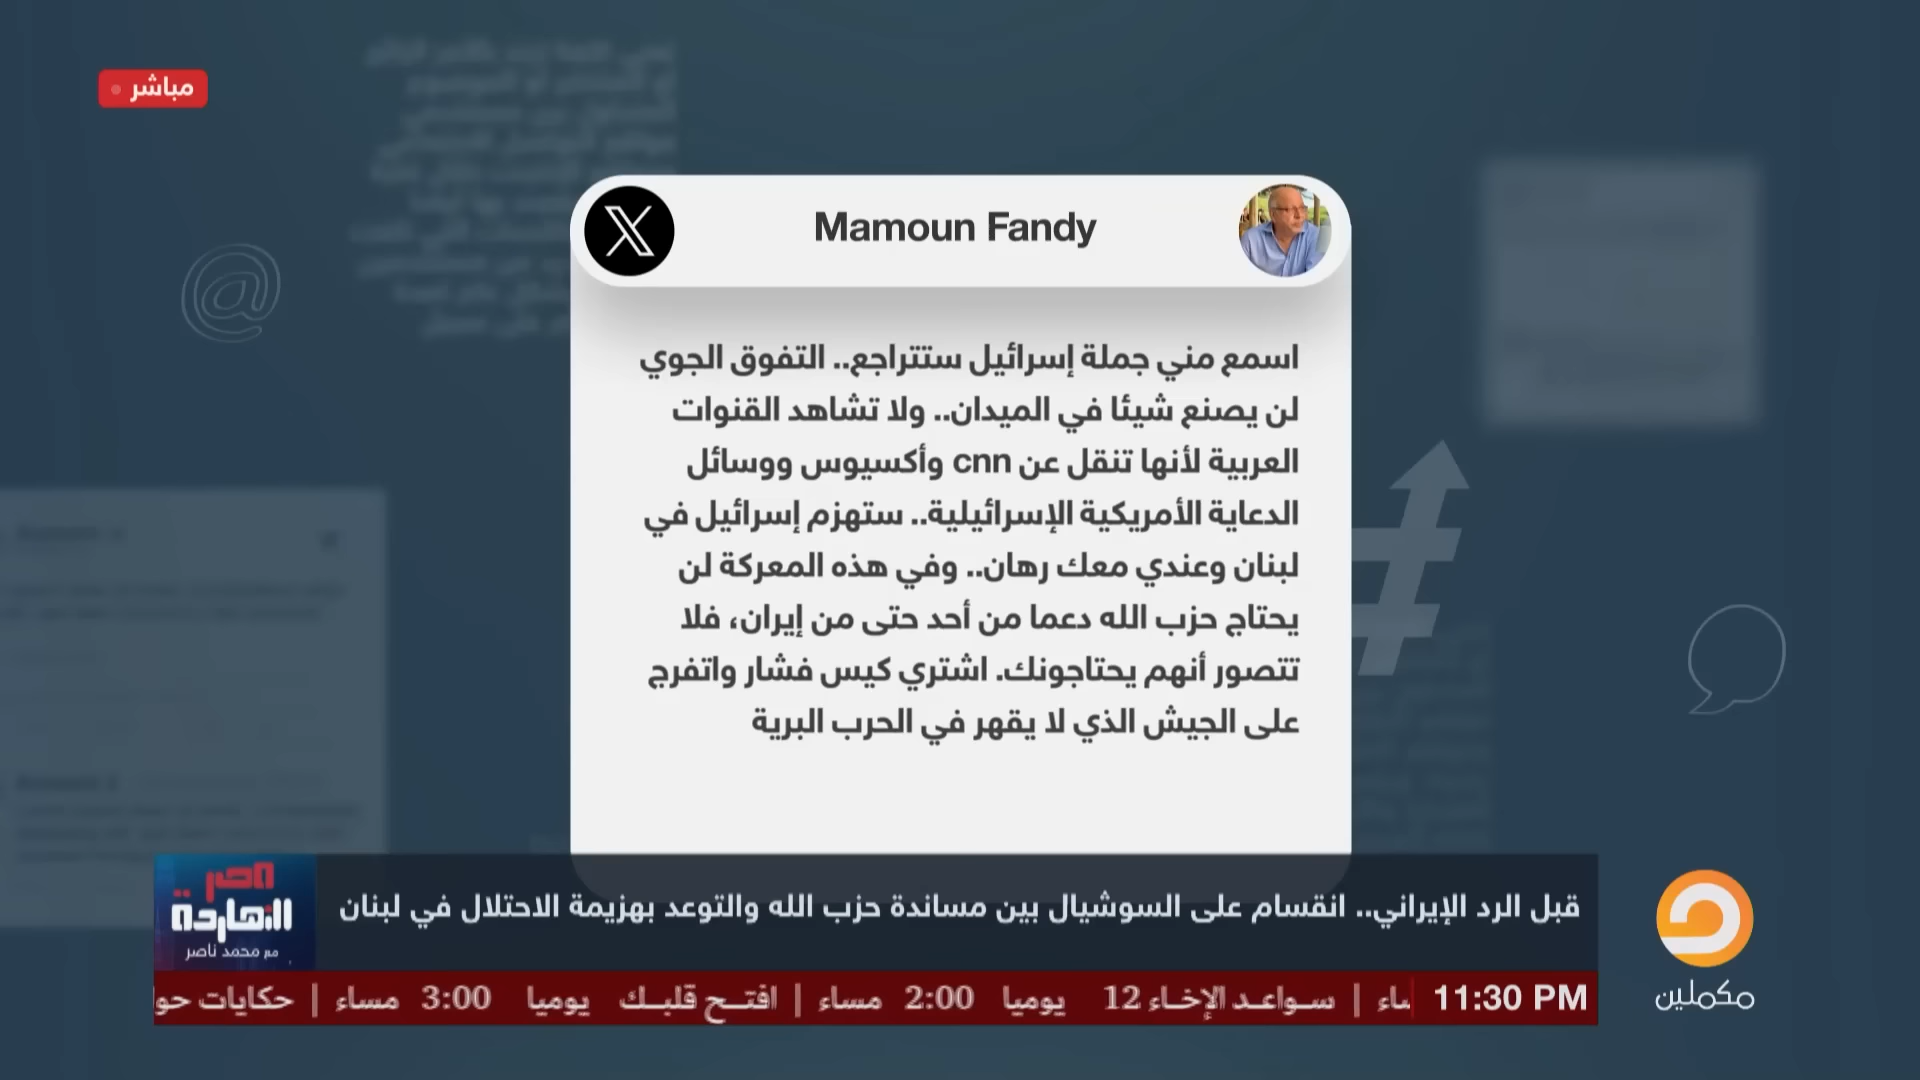 مباشر
Mamoun Fandy
اسمع مني جملة إسرائيل ستتراجع.. التفوق الجوي
لن يصنع شيئا في الميدان.. ولا تشاهد القنوات
العربية لأنها تنقل عن cnn وأكسيوس ووسائل
الدعاية الأمريكية الإسرائيلية.. ستهزم إسرائيل في
لبنان وعندي معك رهان.. وفي هذه المعركة لن
يحتاج حزب الله دعما من أحد حتى من إيران، فلا
تتصور أنهم يحتاجونك. اشتري كيس فشار واتفرج
على الجيش الذي لا يقهر في الحرب البرية
قبل الرد الإيراني.. انقسام على السوشيال بين مساندة حزب الله والتوعد بهزيمة الاحتلال في لبنان
مصر
النهاردة
مع محمد ناصر
11:30 PM
| سـواعـد الإخـاء 12 يوميا 2:00 مساء | افتـح قلبـك يوميا 3:00 مساء | حكايات
مكملين